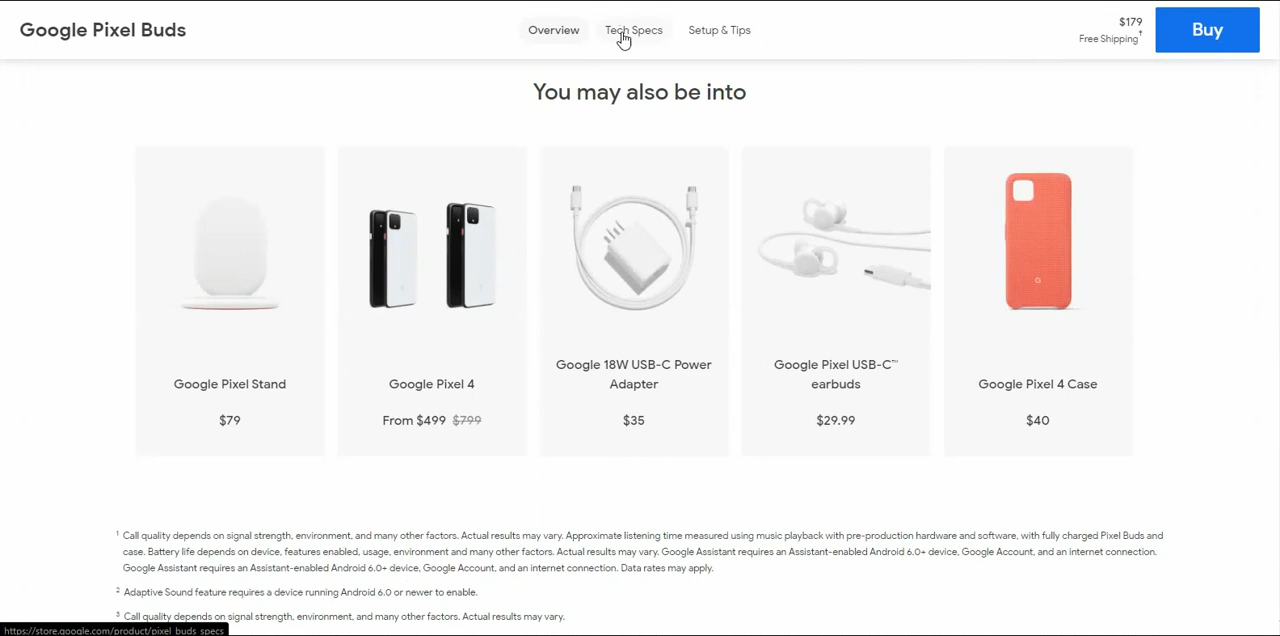 Google Pixel Buds
Overview
Tech Specs
Setup & Tips
$179
Free Shipping†
Buy
You may also be into
Google Pixel Stand
$79
Google Pixel 4
From $499 $799
Google 18W USB-C Power
Adapter
$35
Google Pixel USB-C™
earbuds
$29.99
Google Pixel 4 Case
$40
1 Call quality depends on signal strength, environment, and many other factors. Actual results may vary. Approximate listening time measured using music playback with pre-production hardware and software, with fully charged Pixel Buds and
case. Battery life depends on device, features enabled, usage, environment and many other factors. Actual results may vary. Google Assistant requires an Assistant-enabled Android 6.0+ device, Google Account, and an internet connection.
Google Assistant requires an Assistant-enabled Android 6.0+ device, Google Account, and an internet connection. Data rates may apply.
2 Adaptive Sound feature requires a device running Android 6.0 or newer to enable.
3 Call quality depends on signal strength, environment, and many other factors. Actual results may vary.
https://store.google.com/product/pixel_buds_specs